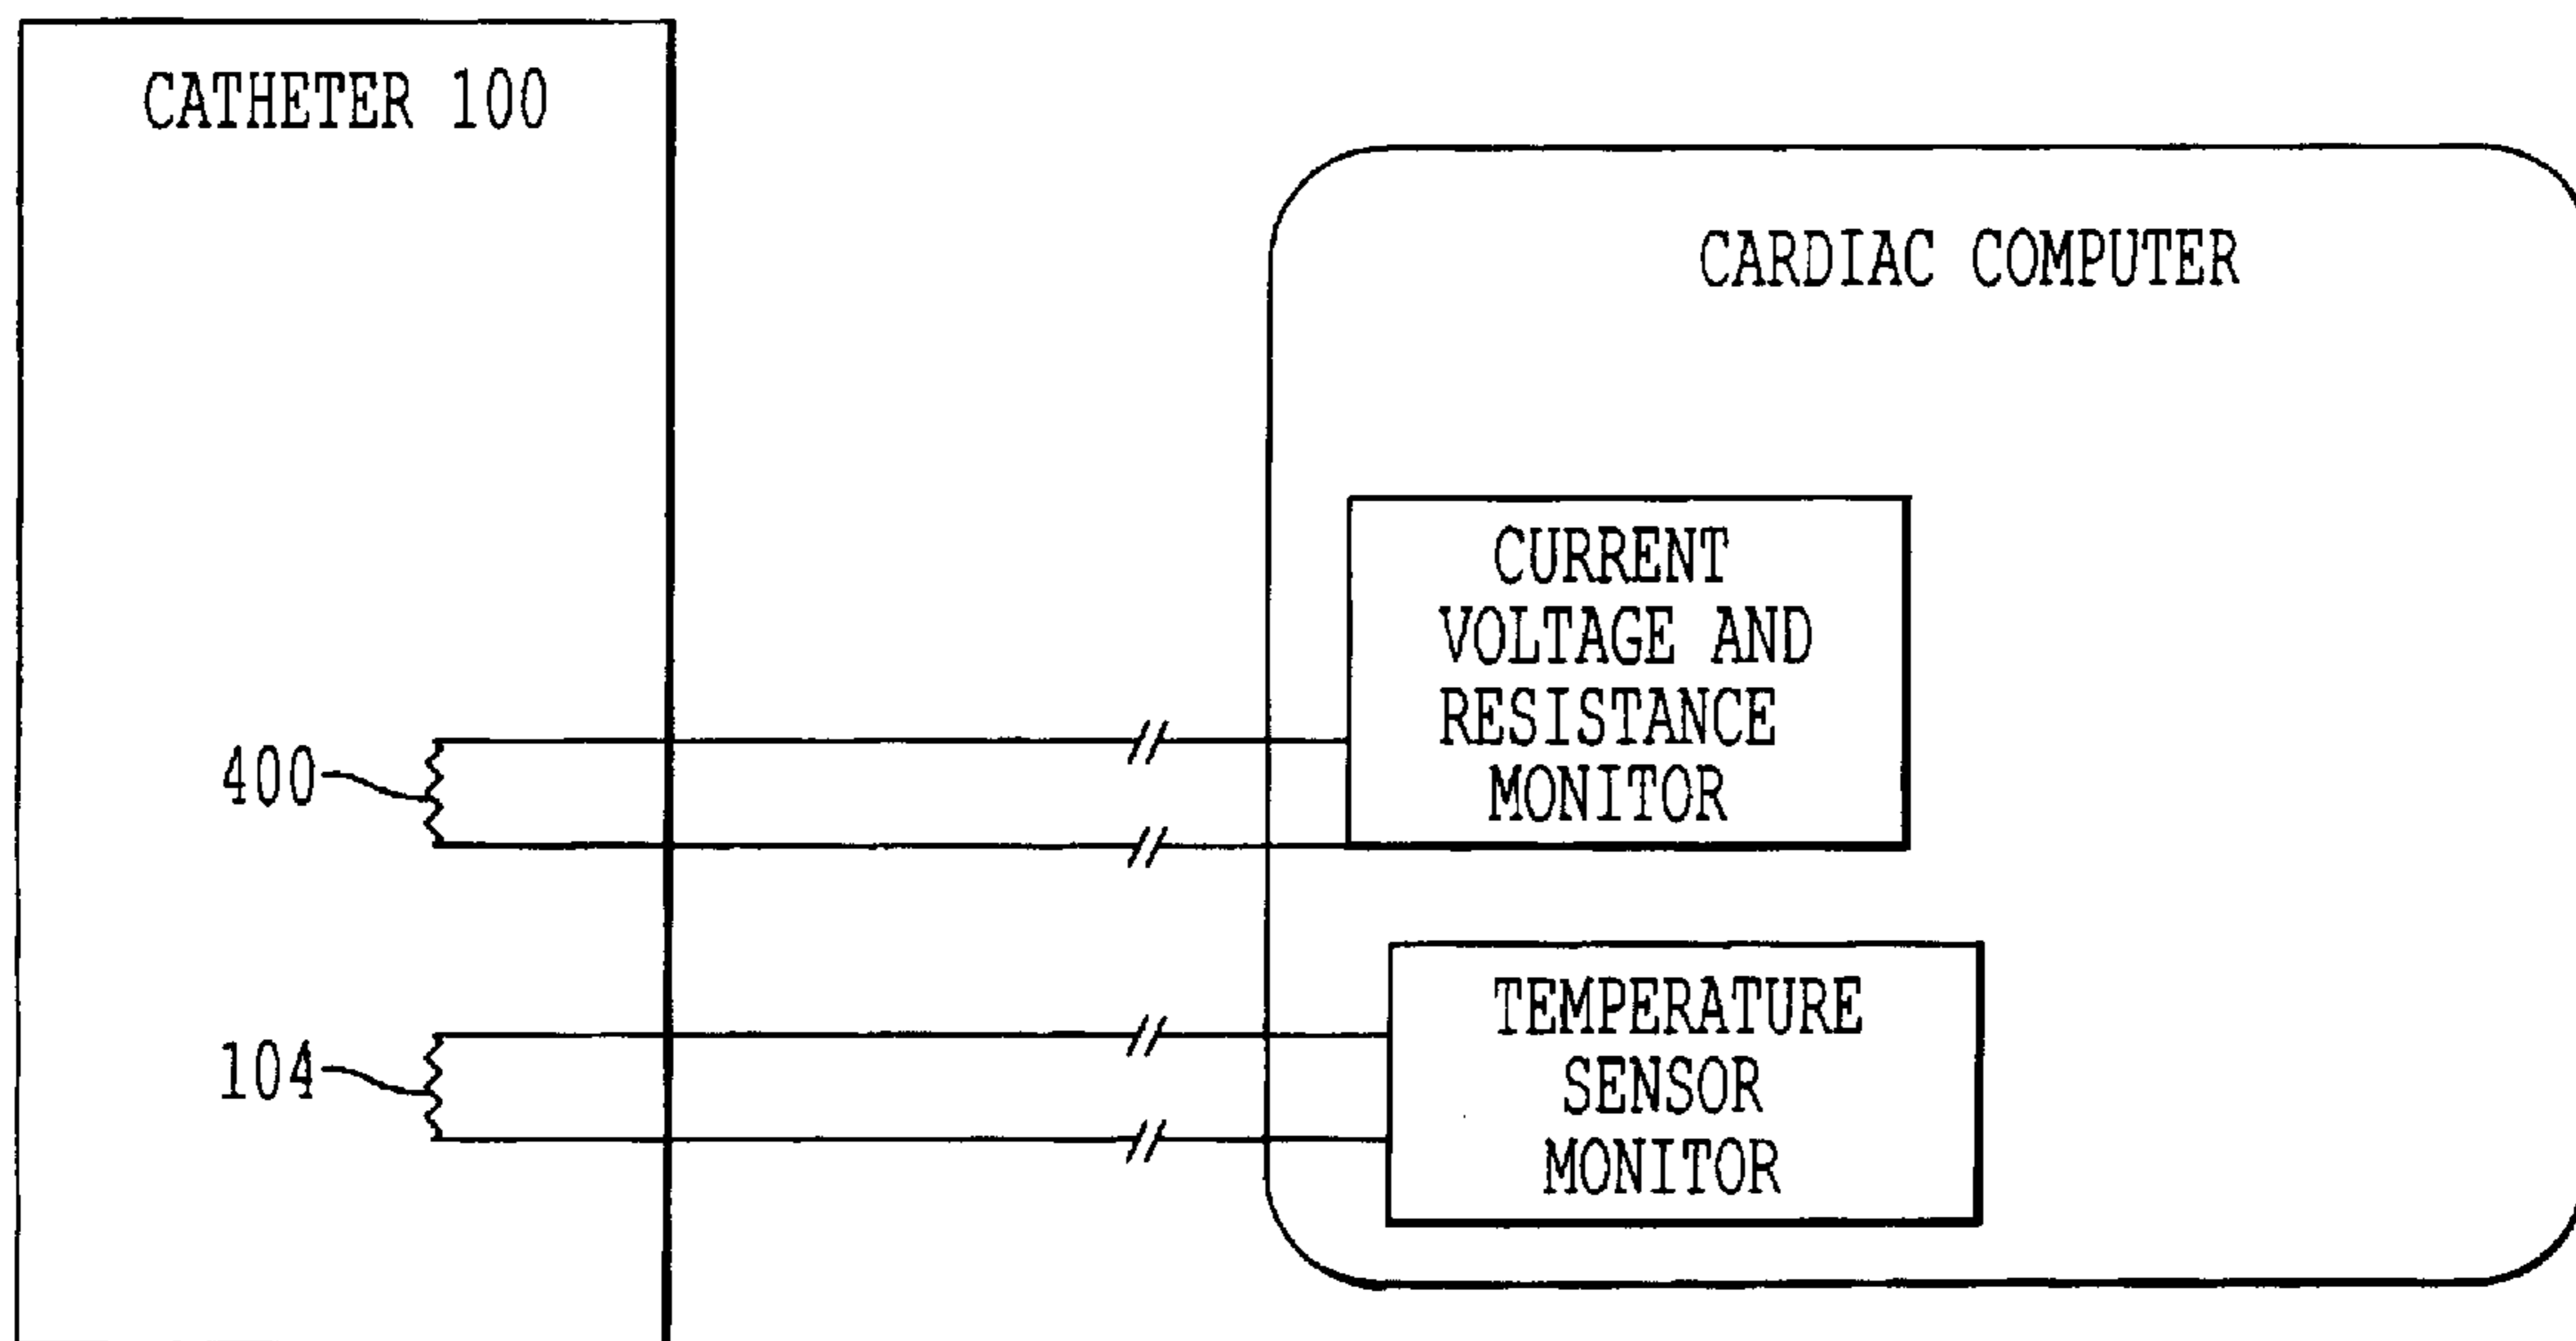 CATHETER 100
CARDIAC COMPUTER
CURRENT
VOLTAGE AND
RESISTANCE
MONITOR
400
TEMPERATURE
SENSOR
MONITOR
104